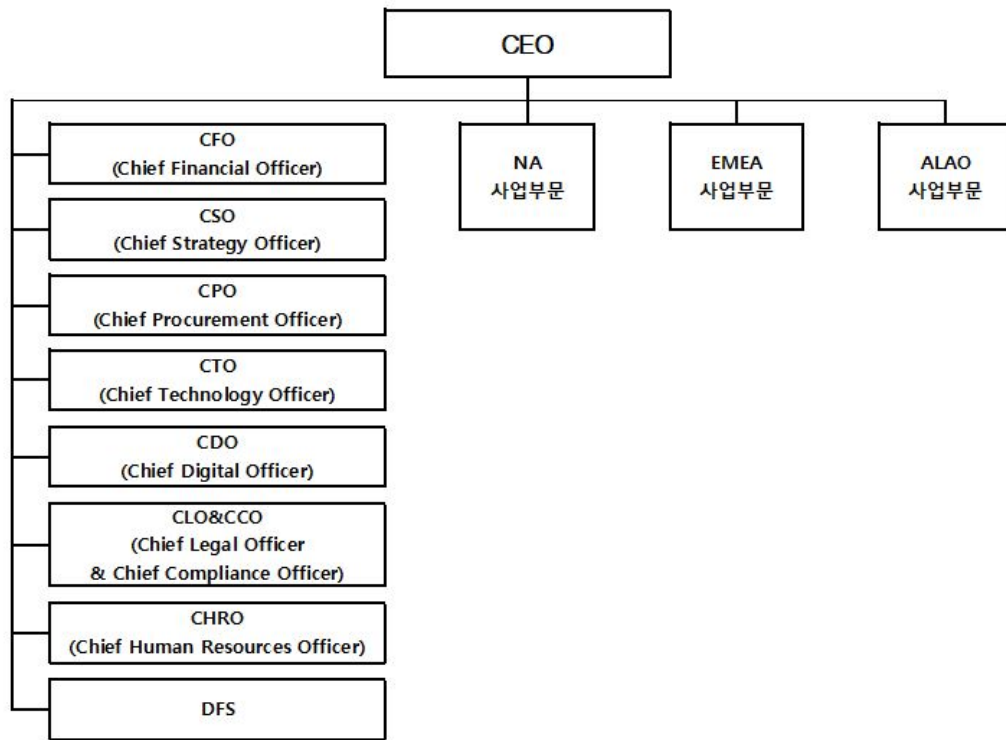 CEO
CFO
(Chief Financial Officer)
CSO
(Chief Strategy Officer)
CPO
(Chief Procurement Officer)
CTO
(Chief Technology Officer)
CDO
(Chief Digital Officer)
CLO&CCO
(Chief Legal Officer
& Chief Compliance Officer)
CHRO
(Chief Human Resources Officer)
DFS
NA
사업부문
EMEA
사업부문
ALAO
사업부문